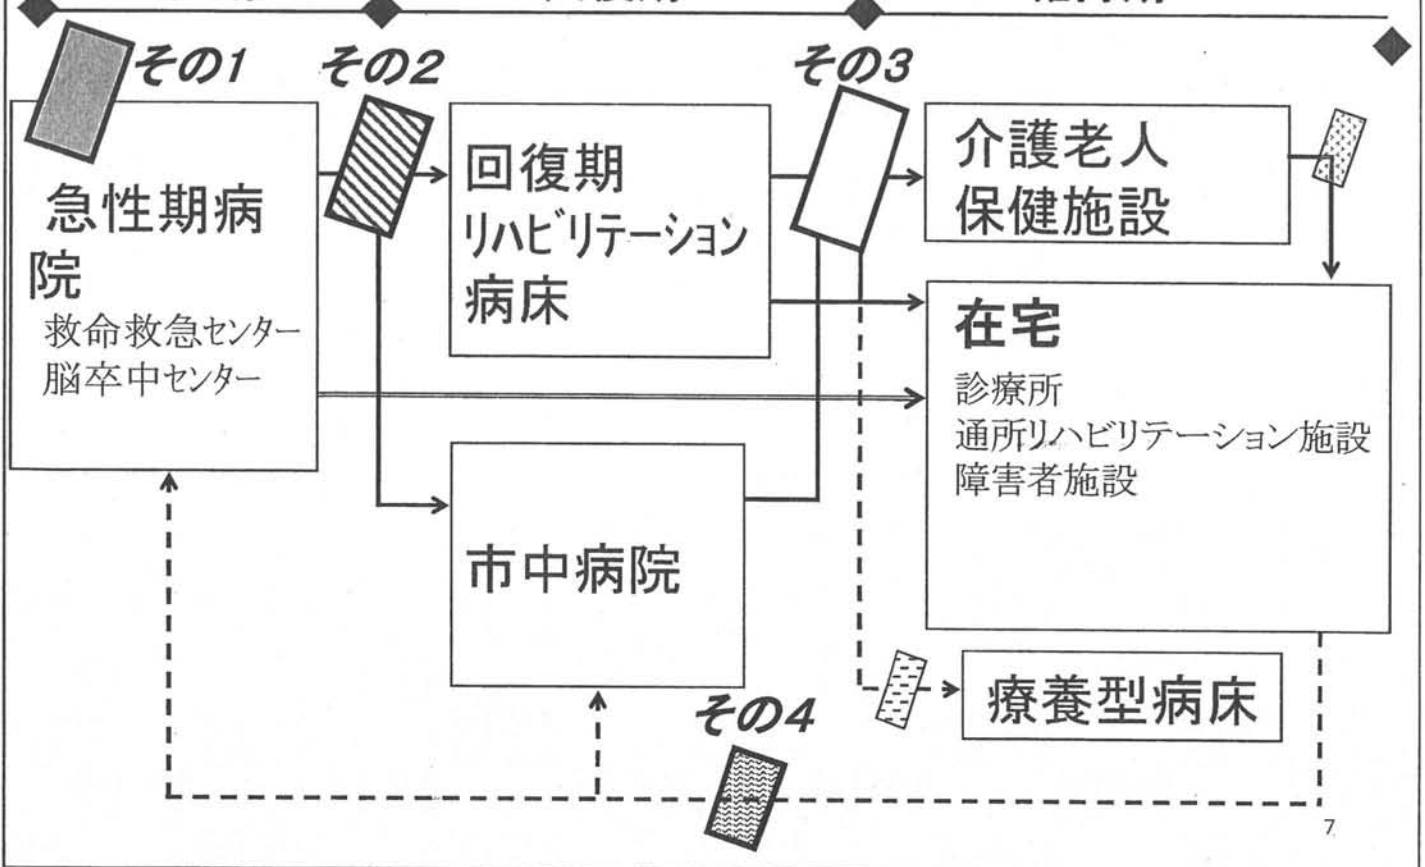 その1
その2
その3
急性期病
院
救命救急センター
脳卒中センター
回復期
リハビリテーション
病床
介護老人
保健施設
在宅
診療所
通所リハビリテーション施設
障害者施設
市中病院
その4
療養型病床
7